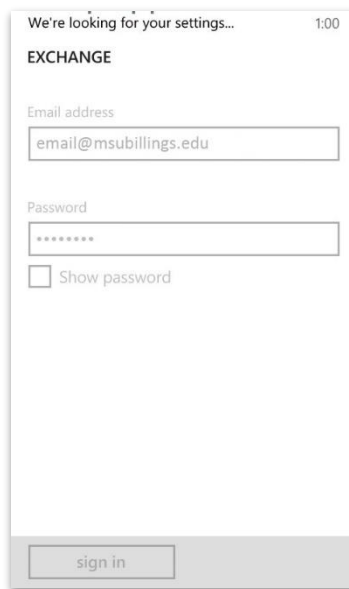 We're looking for your settings... 1:00
EXCHANGE
Email address
email@msubillings.edu
Password
••••••••
Show password
sign in